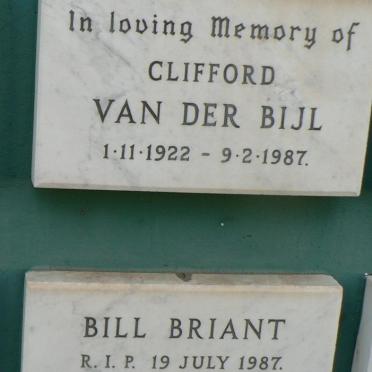 In loving Memory of
CLIFFORD
VAN DER BIJL
1·11·1922 - 9·2·1987.
BILL BRIANT
R. I. P. 19 JULY 1987.